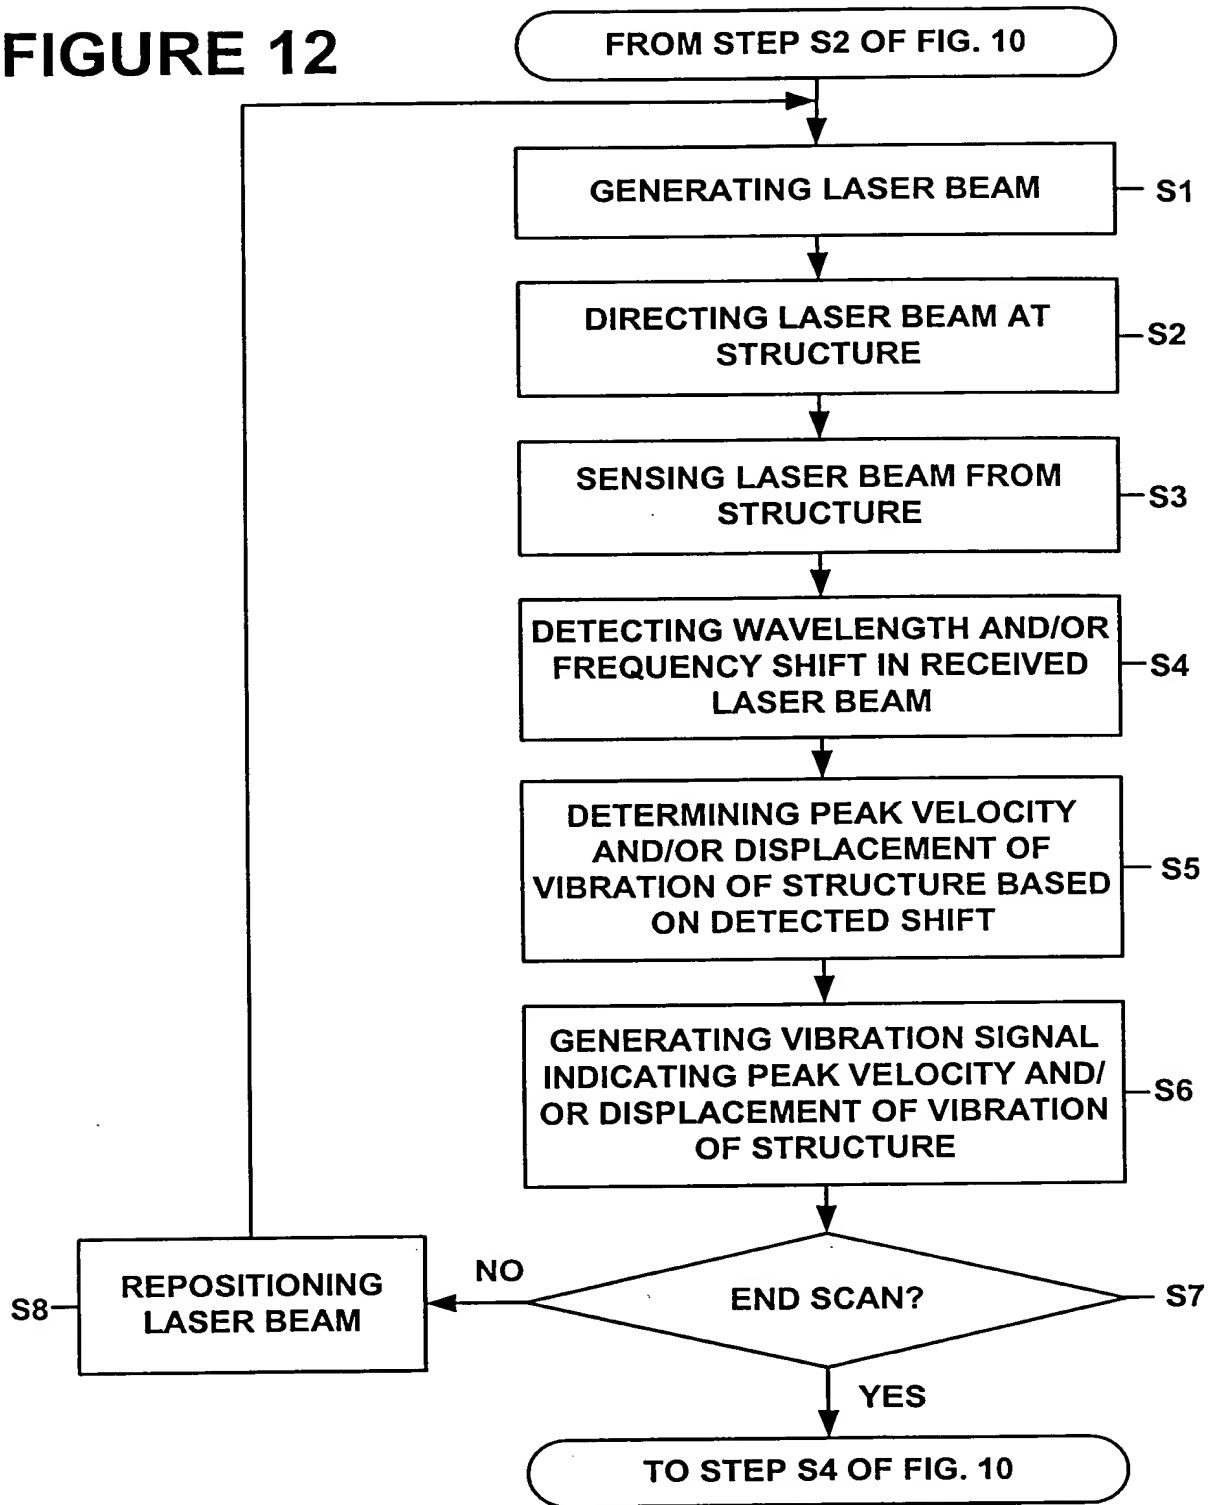 FIGURE 12
FROM STEP S2 OF FIG. 10
GENERATING LASER BEAM
S1
DIRECTING LASER BEAM AT
STRUCTURE
S2
SENSING LASER BEAM FROM
STRUCTURE
S3
DETECTING WAVELENGTH AND/OR
FREQUENCY SHIFT IN RECEIVED
LASER BEAM
S4
DETERMINING PEAK VELOCITY
AND/OR DISPLACEMENT OF
VIBRATION OF STRUCTURE BASED
ON DETECTED SHIFT
S5
GENERATING VIBRATION SIGNAL
INDICATING PEAK VELOCITY AND/
OR DISPLACEMENT OF VIBRATION
OF STRUCTURE
S6
END SCAN?
S7
NO
REPOSITIONING
LASER BEAM
S8
YES
TO STEP S4 OF FIG. 10